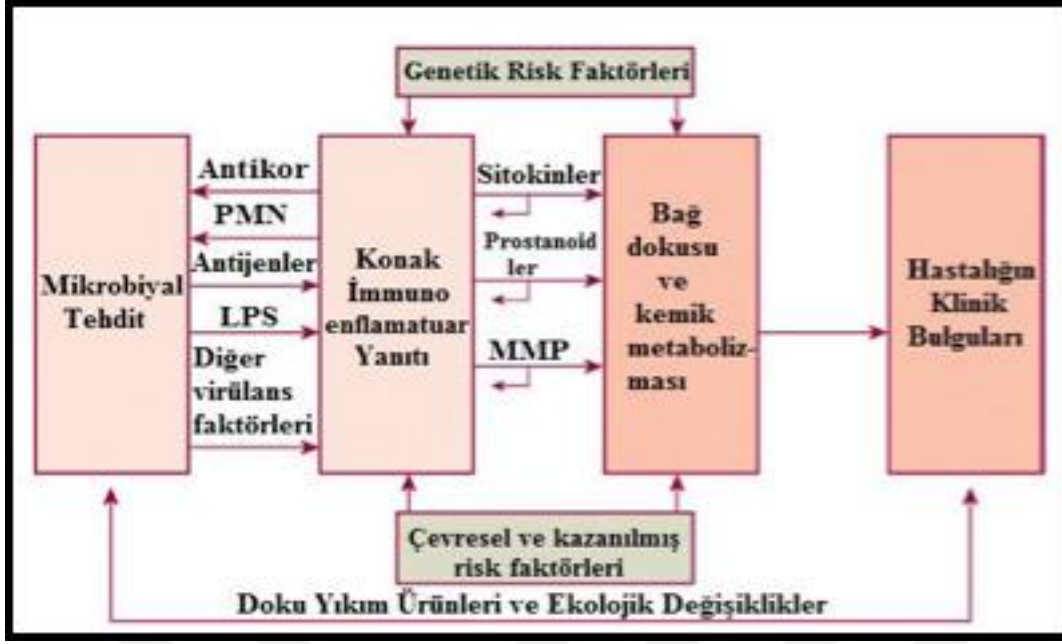 Genetik Risk Faktörleri
Mikrobiyal
Tehdit
Antikor
PMN
Antijenler
LPS
Diğer
virülans
faktörleri
Konak
İmmuno
enflamatuar
Yanıtı
Sitokinler
Prostanoid
ler
MMP
Bağ
dokusu
ve
kemik
metaboliz-
ması
Hastalığın
Klinik
Bulguları
Çevresel ve kazanılmış
risk faktörleri
Doku Yıkım Ürünleri ve Ekolojik Değişiklikler